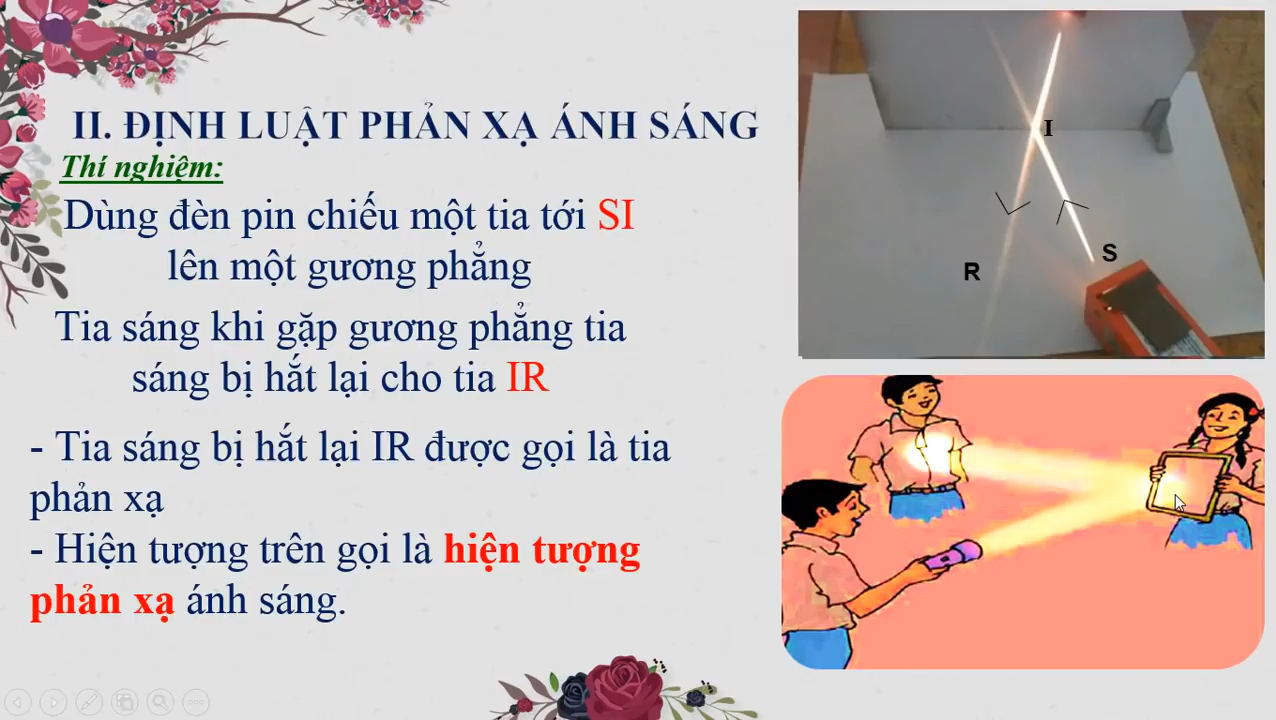 II. ĐỊNH LUẬT PHẢN XẠ ÁNH SÁNG
Thí nghiệm:
Dùng đèn pin chiếu một tia tới SI
lên một gương phẳng
Tia sáng khi gặp gương phẳng tia
sáng bị hắt lại cho tia IR
- Tia sáng bị hắt lại IR được gọi là tia
phản xạ
- Hiện tượng trên gọi là hiện tượng
phản xạ ánh sáng.
I
S
R